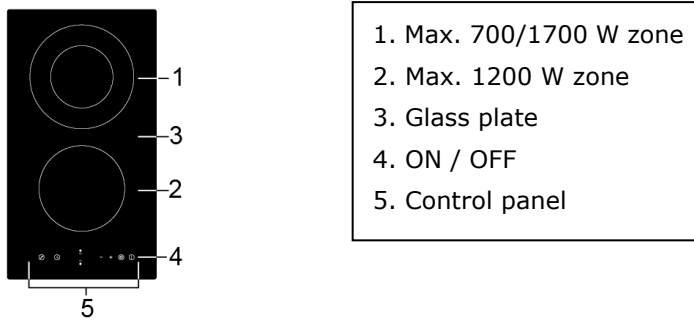 1
3
2
4
5
1. Max. 700/1700 W zone
2. Max. 1200 W zone
3. Glass plate
4. ON / OFF
5. Control panel